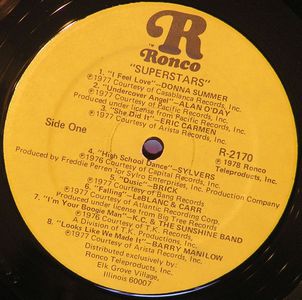 R
™
Ronco
"SUPERSTARS"
1. "I Feel Love"—DONNA SUMMER
℗1977 Courtesy of Casablanca Records, Inc.
2. "Undercover Angel"—ALAN O'DAY
℗1977 Courtesy of Pacific Records, Inc.
Produced under license from Pacific Records, Inc.
3. "She Did It"—ERIC CARMEN
℗1977 Courtesy of Arista Records, Inc.
Side One
R-2170
℗ 1978 Ronco
Teleproducts, Inc.
4. "High School Dance"—SYLVERS
℗1976 Courtesy of Capitol Records, Inc.
Produced by Freddie Perren for Sylro Enterprises, Inc. Production Company
5. "Dusic"—BRICK
6. "Falling"—LeBLANC & CARR
℗1977 Courtesy of Atlantic Recording Corp.
Produced under license from Big Tree Records
7. "I'm Your Boogie Man"—K.C. & THE SUNSHINE BAND
℗1976 Courtesy of T.K. Records,
A Division of T.K. Productions, Inc.
8. "Looks Like We Made It"—BARRY MANILOW
℗1977 Courtesy of Arista Records, Inc.
Distributed exclusively by:
Ronco Teleproducts, Inc.
Elk Grove Village,
Illinois 60007